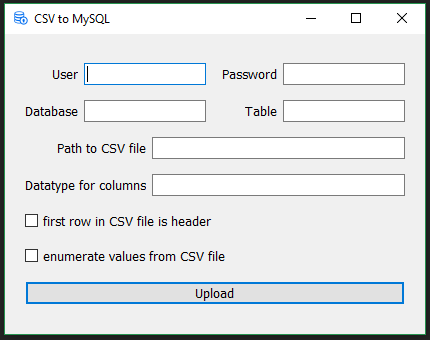 CSV to MySQL
User Password
Database Table
Path to CSV file
Datatype for columns
first row in CSV file is header
enumerate values from CSV file
Upload